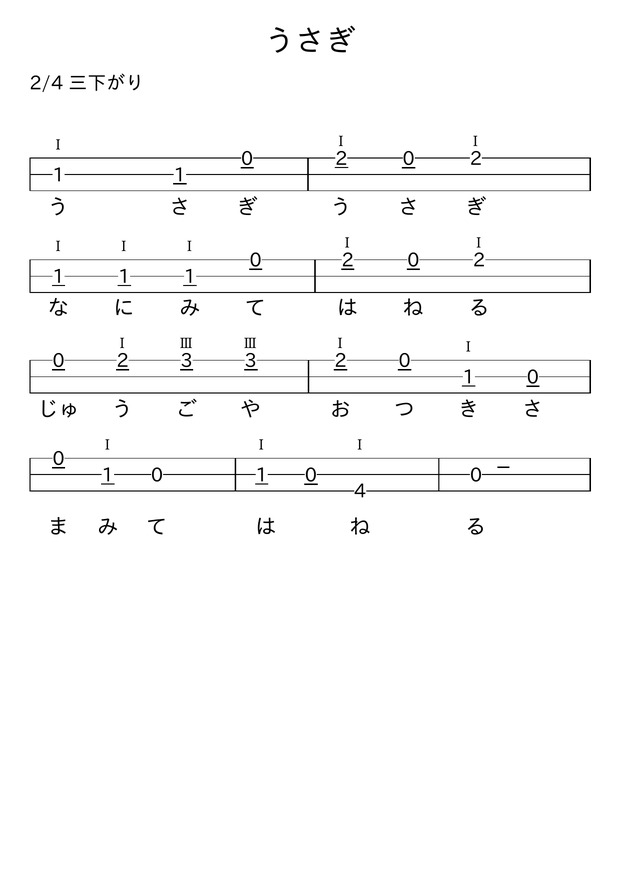 うさぎ
2/4 三下がり
I I I
1 1 0 2 0 2
う さ ぎ う さ ぎ
I I I I I
1 1 1 0 2 0 2
な に み て は ね る
I III III I I
0 2 3 3 2 0 1 0
じゅ う ご や お つ き さ
I I I
0 1 0 1 0 4 0 –
ま み て は ね る